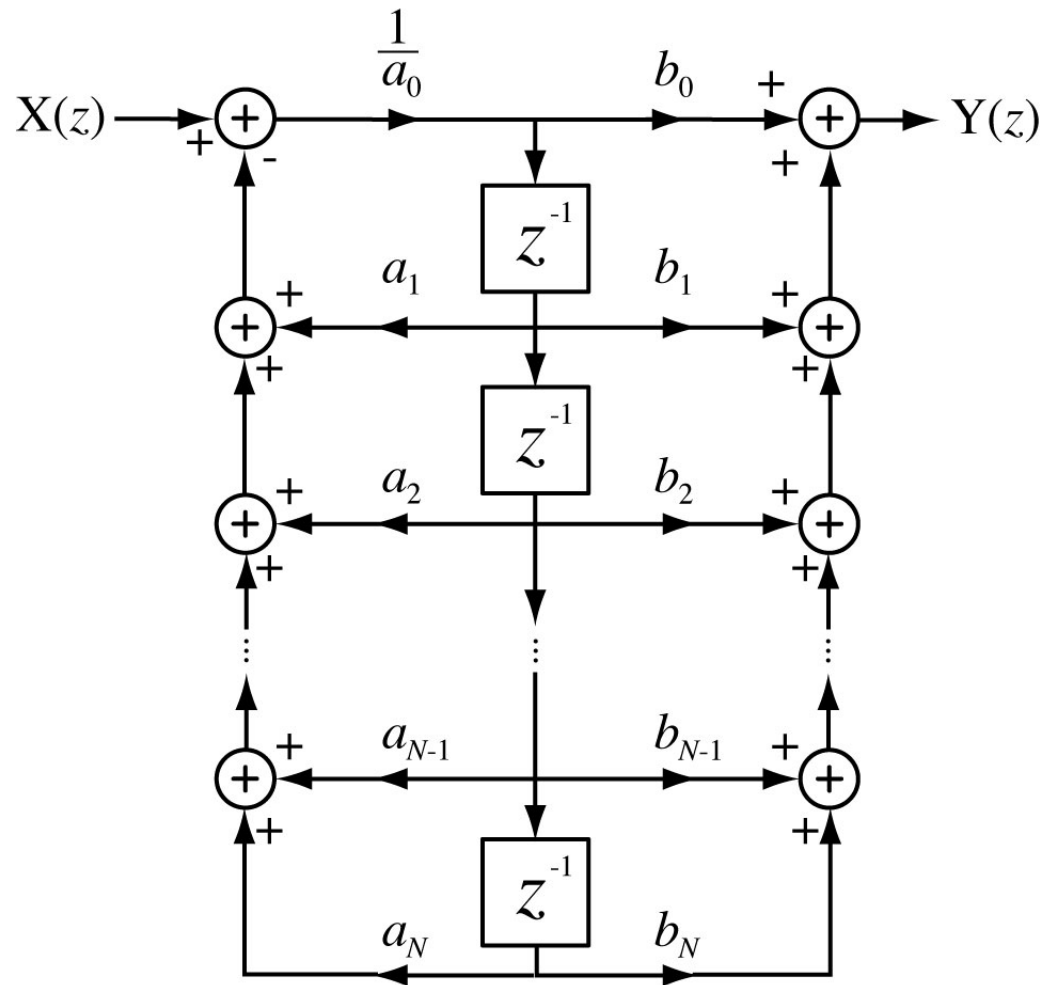 1/a₀ b₀
X(z) + + - + + Y(z)
z⁻¹
+ a₁ b₁ + + +
z⁻¹
+ a₂ b₂ + + +
+ + + +
⋮ ⋮ ⋮
+ a_{N-1} b_{N-1} + + +
+ + +
z⁻¹
a_N b_N